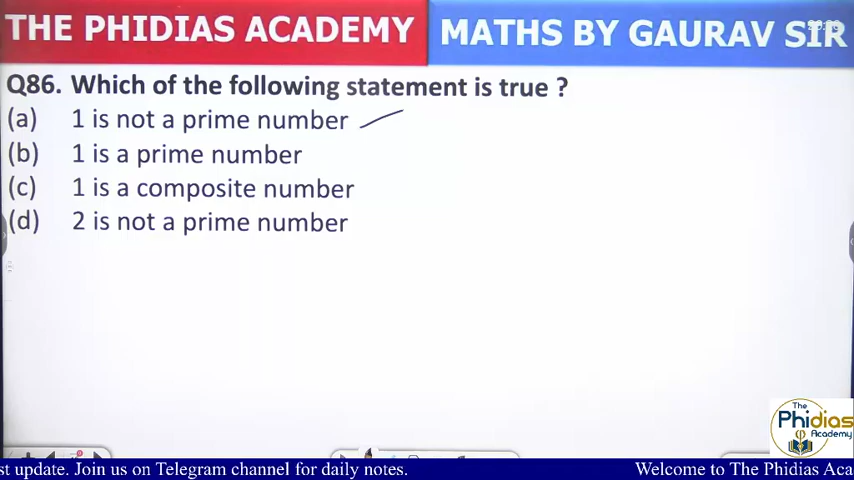 THE PHIDIAS ACADEMY
MATHS BY GAURAV SIR
Q86. Which of the following statement is true ?
(a) 1 is not a prime number
(b) 1 is a prime number
(c) 1 is a composite number
(d) 2 is not a prime number
The
Phidias
Academy
st update. Join us on Telegram channel for daily notes.
Welcome to The Phidias Aca